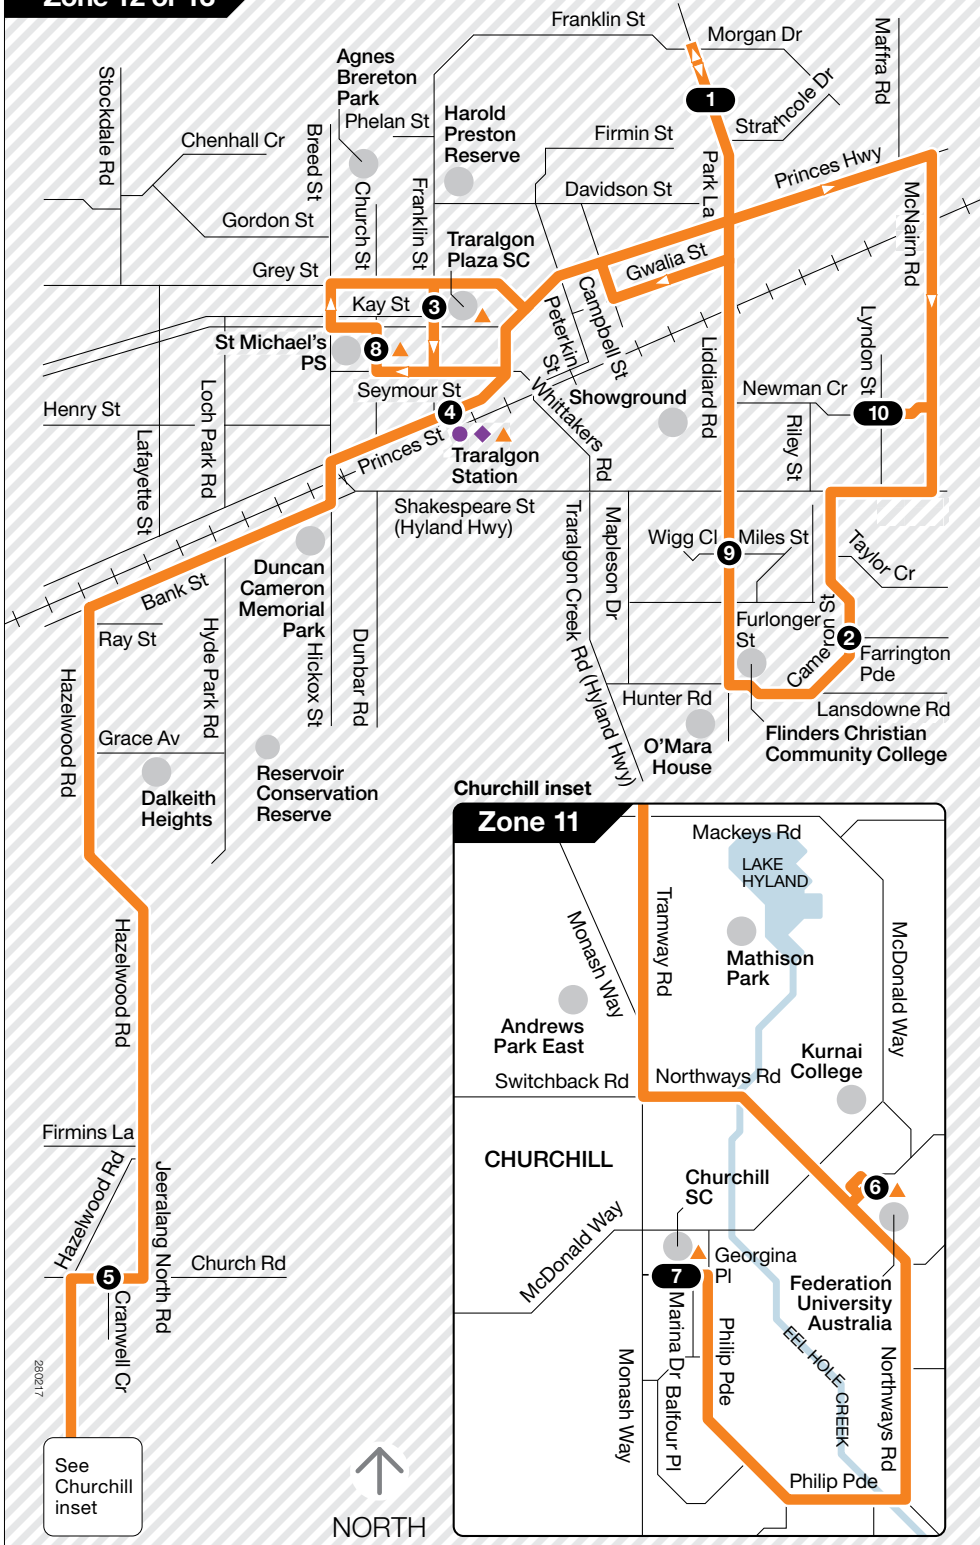 Zone 12 or 13
Franklin St
Morgan Dr
Maffra Rd
Agnes
Brereton
Park
Stockdale Rd
Strathcole Dr
1
Phelan St
Harold
Preston
Reserve
Firmin St
Chenhall Cr
Breed St
Park La
Princes Hwy
Church St
Franklin St
Davidson St
McNairn Rd
Gordon St
Traralgon
Plaza SC
Gwalia St
Grey St
Campbell St
Kay St
3
Peterkin St
Lyndon St
St Michael's
PS
8
Liddiard Rd
Seymour St
Whittakers Rd
Newman Cr
Showground
Henry St
Loch Park Rd
4
10
Lafayette St
Princes St
Riley St
Traralgon
Station
Shakespeare St
(Hyland Hwy)
Traralgon Creek Rd (Hyland Hwy)
Mapleson Dr
Wigg Cl
Miles St
9
Taylor Cr
Duncan
Cameron
Memorial
Park
Bank St
Furlonger
St
Cameron St
2
Ray St
Hyde Park Rd
Hickox St
Dunbar Rd
Farrington
Pde
Hazelwood Rd
Hunter Rd
Lansdowne Rd
Grace Av
O'Mara
House
Flinders Christian
Community College
Reservoir
Conservation
Reserve
Dalkeith
Heights
Churchill inset
Zone 11
Mackeys Rd
LAKE
HYLAND
Tramway Rd
Monash Way
McDonald Way
Hazelwood Rd
Mathison
Park
Andrews
Park East
Kurnai
College
Switchback Rd
Northways Rd
Firmins La
CHURCHILL
Hazelwood Rd
Jeeralang North Rd
Churchill
SC
6
McDonald Way
Georgina
Pl
Church Rd
5
7
Federation
University
Australia
Cranwell Cr
Marina Dr
Philip Pde
EEL HOLE CREEK
Northways Rd
Monash Way
Balfour Pl
280217
Philip Pde
See
Churchill
inset
NORTH